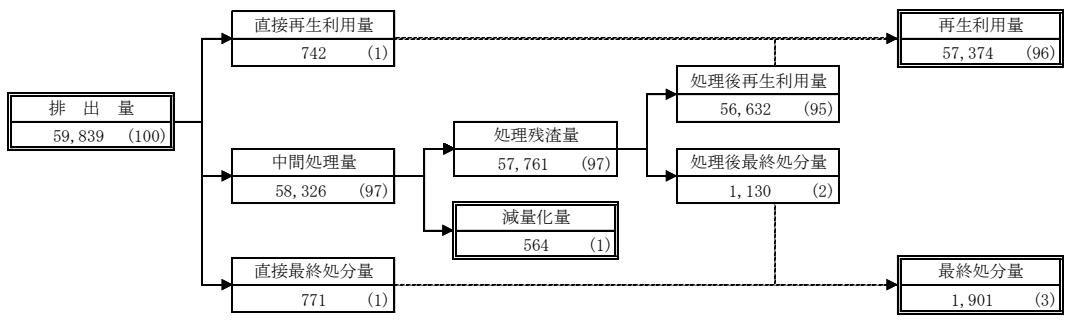 直接再生利用量
742 (1)
再生利用量
57,374 (96)
処理後再生利用量
56,632 (95)
排 出 量
59,839 (100)
処理残渣量
57,761 (97)
中間処理量
58,326 (97)
処理後最終処分量
1,130 (2)
減量化量
564 (1)
直接最終処分量
771 (1)
最終処分量
1,901 (3)